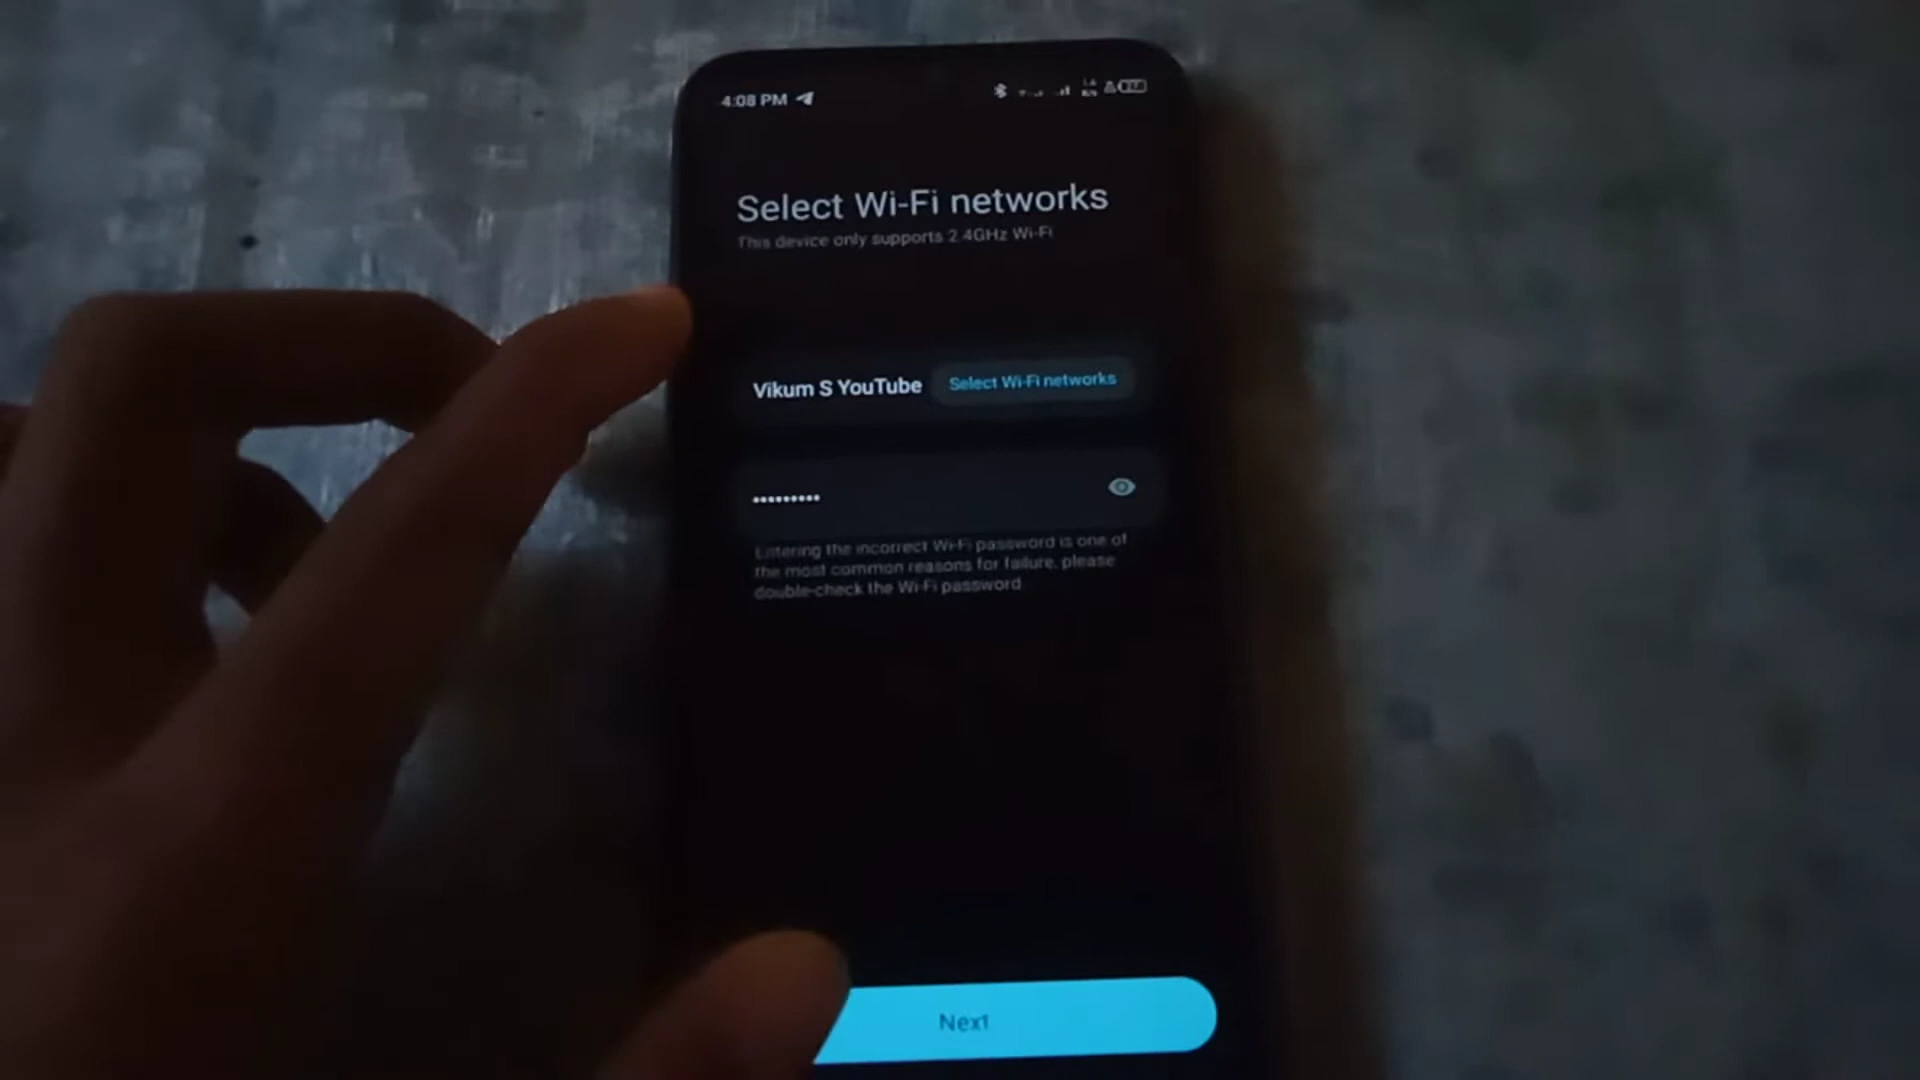 4:08 PM
Select Wi-Fi networks
This device only supports 2.4GHz Wi-Fi
Vikum S YouTube
Select Wi-Fi networks
•••••••••
Entering the incorrect Wi-Fi password is one of
the most common reasons for failure, please
double-check the Wi-Fi password
Next